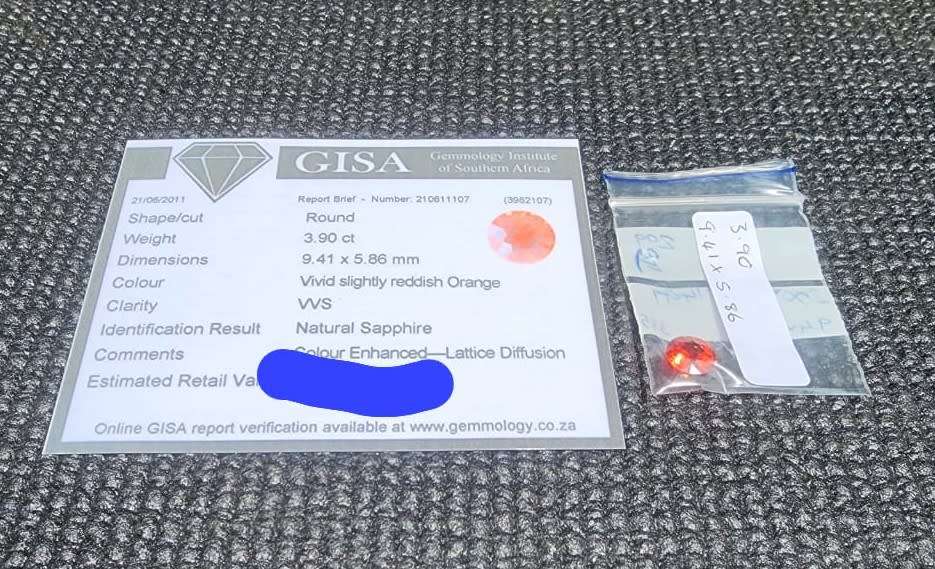 GISA Gemmology Institute
of Southern Africa
21/06/2011 Report Brief - Number: 210611107 (3982107)
Shape/cut Round
Weight 3.90 ct
Dimensions 9.41 x 5.86 mm
Colour Vivid slightly reddish Orange
Clarity VVS
Identification Result Natural Sapphire
Comments Colour Enhanced—Lattice Diffusion
Estimated Retail
Online GISA report verification available at www.gemmology.co.za
3.90
9.41 x 5.86